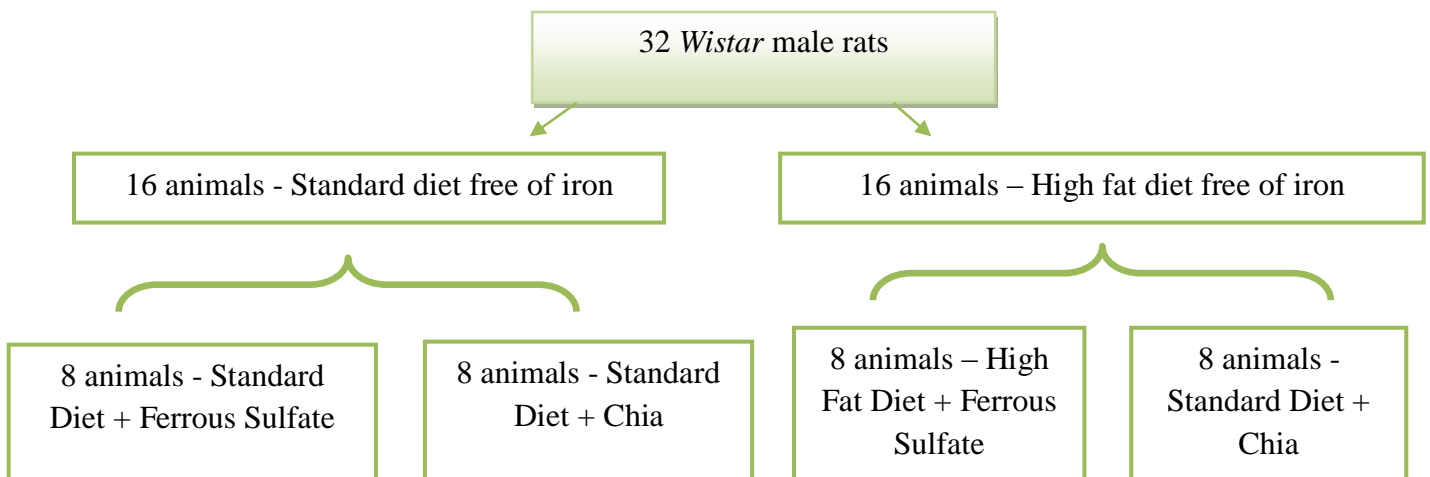 32 Wistar male rats
16 animals - Standard diet free of iron
16 animals – High fat diet free of iron
8 animals - Standard
Diet + Ferrous Sulfate
8 animals - Standard
Diet + Chia
8 animals – High
Fat Diet + Ferrous
Sulfate
8 animals -
Standard Diet +
Chia